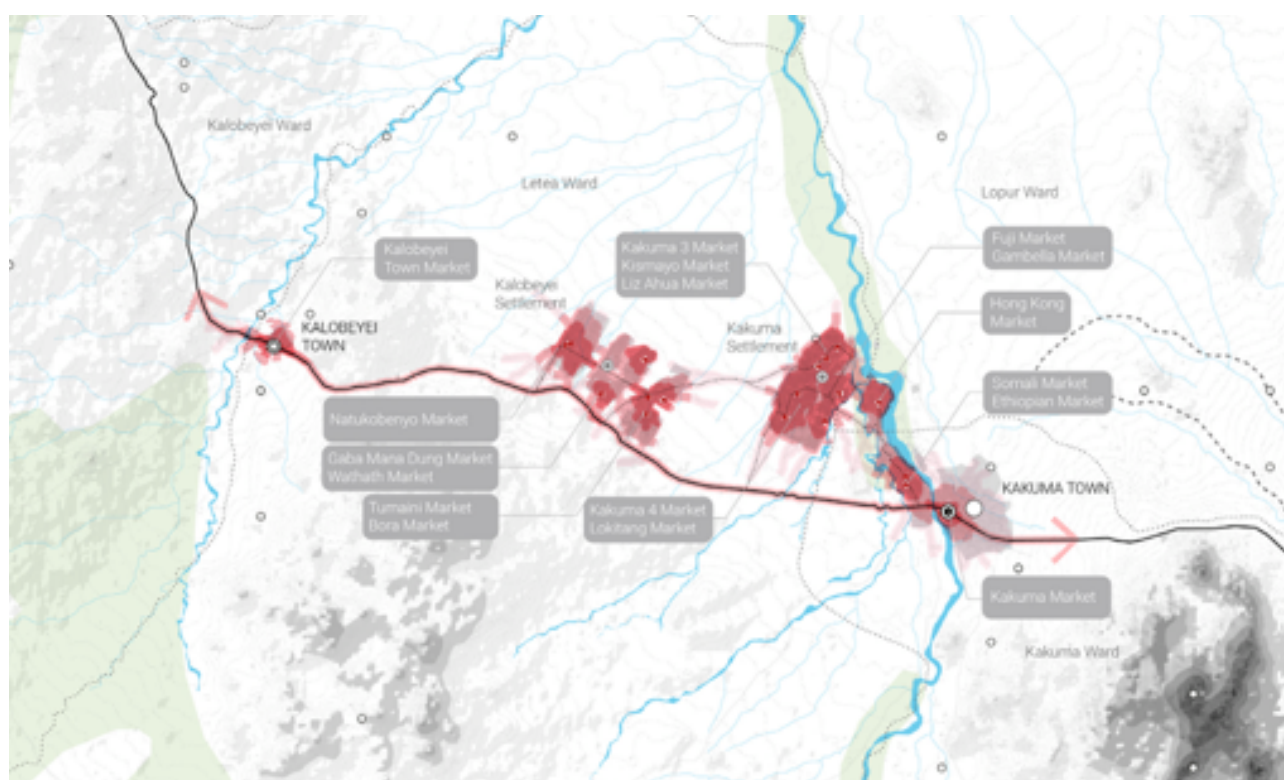 Kalobeyei Ward
Letea Ward
Lopur Ward
Kalobeyei
Town Market
Kakuma 3 Market
Kismayo Market
Liz Ahua Market
Fuji Market
Gambella Market
Kalobeyei
Settlement
Hong Kong
Market
KALOBEYEI
TOWN
Kakuma
Settlement
Somali Market
Ethiopian Market
Natukobenyo Market
Gaba Mana Dung Market
Wathath Market
Tumaini Market
Bora Market
Kakuma 4 Market
Lokitang Market
KAKUMA TOWN
Kakuma Market
Kakuma Ward